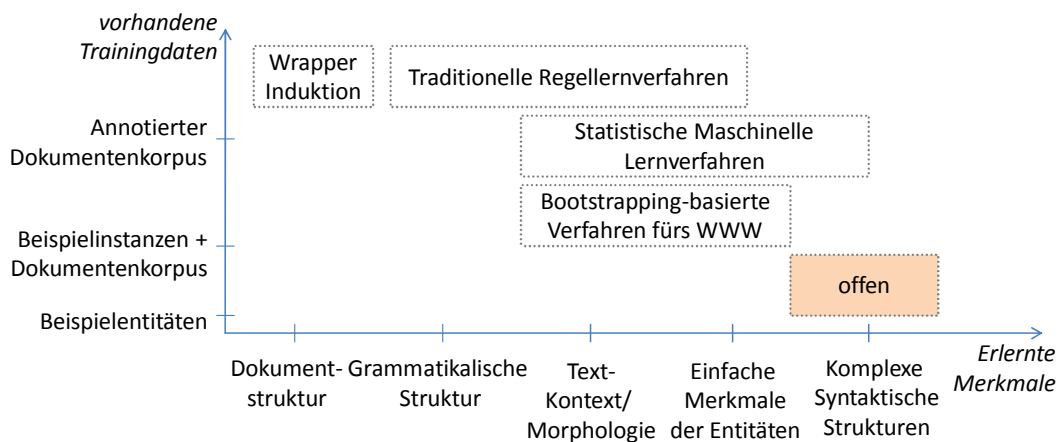 vorhandene
Trainingdaten
Wrapper
Induktion
Traditionelle Regellernverfahren
Annotierter
Dokumentenkorpus
Statistische Maschinelle
Lernverfahren
Bootstrapping-basierte
Verfahren fürs WWW
Beispielinstanzen +
Dokumentenkorpus
offen
Beispielentitäten
Dokument-
struktur
Grammatikalische
Struktur
Text-
Kontext/
Morphologie
Einfache
Merkmale
der Entitäten
Komplexe
Syntaktische
Strukturen
Erlernte
Merkmale